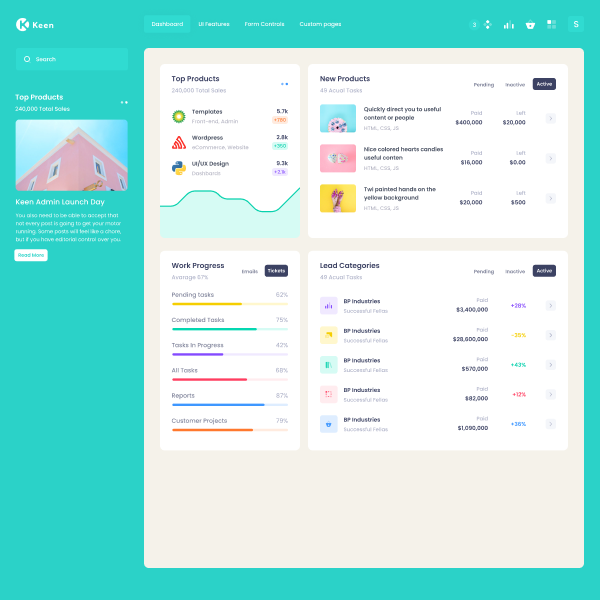 Keen
Dashboard
UI Features
Form Controls
Custom pages
3
S
Search
Top Products
240,000 Total Sales
Keen Admin Launch Day
You also need to be able to accept that
not every post is going to get your motor
running. Some posts will feel like a chore,
but if you have editorial control over you.
Read More
Top Products
240,000 Total Sales
Templates
Front-end, Admin
5.7k
Wordpress
eCommerce, Website
2.8k
UI/UX Design
Dashboards
9.3k
New Products
49 Acual Tasks
Pending
Inactive
Active
Quickly direct you to useful
content or people
HTML, CSS, JS
Paid
$400,000
Left
$20,000
Nice colored hearts candies
useful conten
HTML, CSS, JS
Paid
$16,000
Left
$0.00
Twi painted hands on the
yellow background
HTML, CSS, JS
Paid
$20,000
Left
$500
Work Progress
Avarage 67%
Emails
Tickets
Pending tasks
62%
Completed Tasks
75%
Tasks In Progress
42%
All Tasks
68%
Reports
87%
Customer Projects
79%
Lead Categories
49 Acual Tasks
Pending
Inactive
Active
BP Industries
Successful Fellas
Paid
$3,400,000
+28%
BP Industries
Successful Fellas
Paid
$28,600,000
BP Industries
Successful Fellas
Paid
$570,000
+43%
BP Industries
Successful Fellas
Paid
$82,000
+12%
BP Industries
Successful Fellas
Paid
$1,090,000
+36%